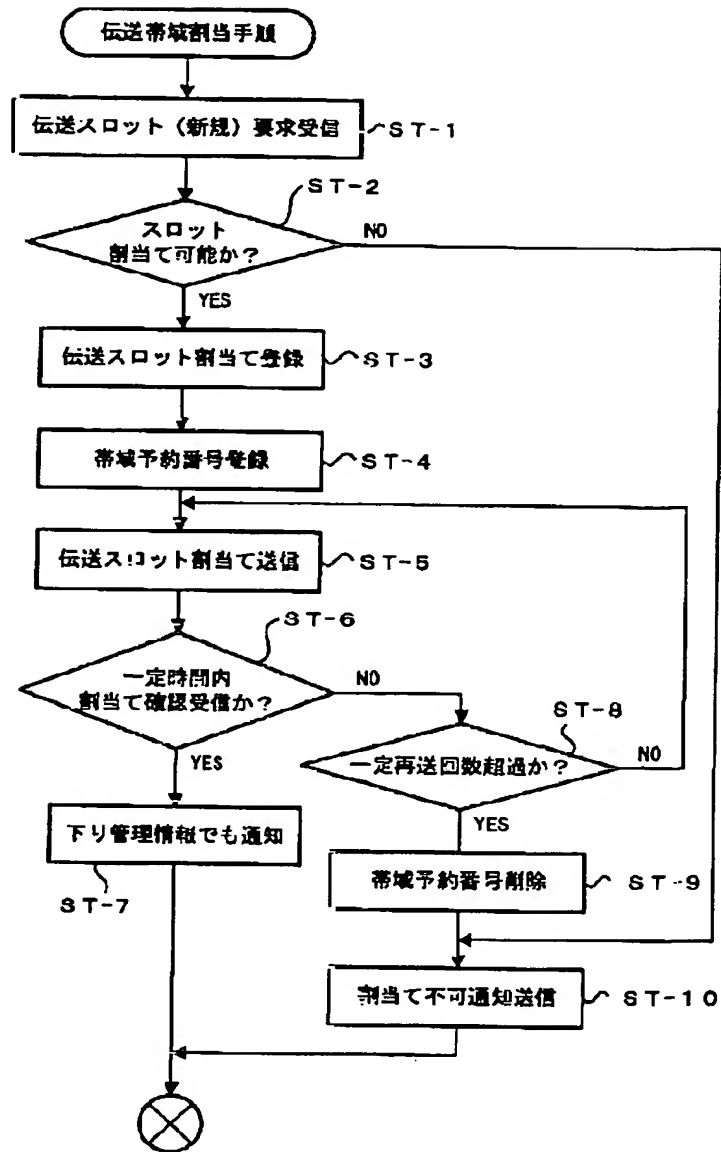 伝送帯域割当手順
伝送スロット(新規)要求受信
ST-1
ST-2
スロット
割当て可能か?
NO
YES
伝送スロット割当て登録
ST-3
帯域予約番号登録
ST-4
伝送スロット割当て送信
ST-5
ST-6
一定時間内
割当て確認受信か?
NO
YES
ST-8
一定再送回数超過か?
NO
YES
下り管理情報でも通知
ST-7
帯域予約番号削除
ST-9
割当て不可通知送信
ST-10